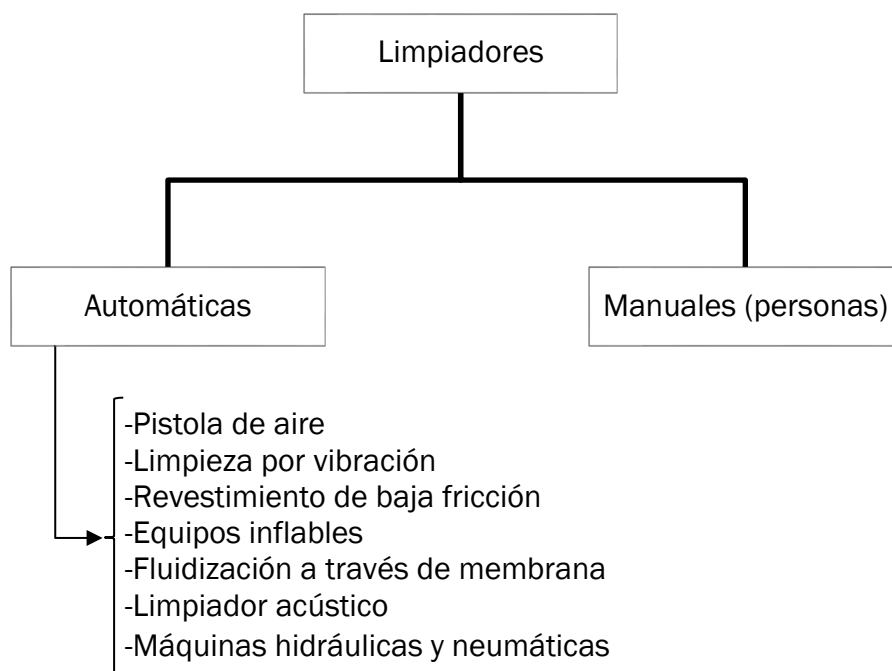 Limpiadores
Automáticas
Manuales (personas)
-Pistola de aire
-Limpieza por vibración
-Revestimiento de baja fricción
-Equipos inflables
-Fluidización a través de membrana
-Limpiador acústico
-Máquinas hidráulicas y neumáticas